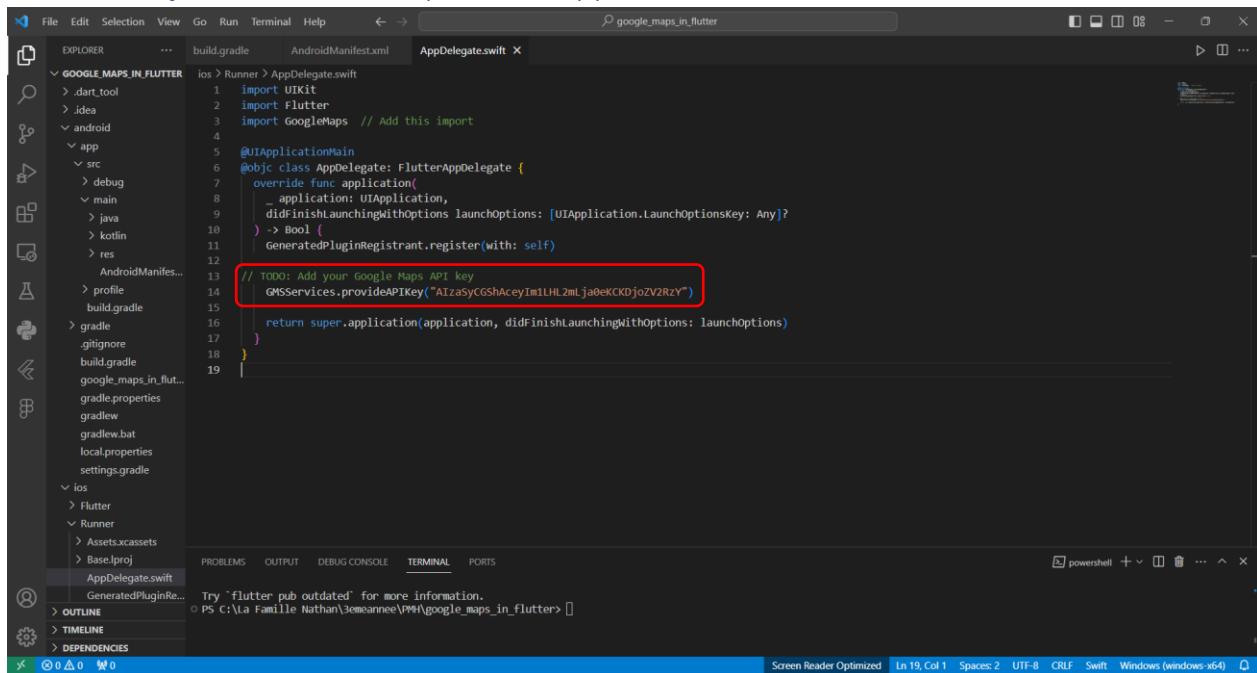 File Edit Selection View Go Run Terminal Help
google_maps_in_flutter
EXPLORER
build.gradle AndroidManifest.xml AppDelegate.swift
GOOGLE_MAPS_IN_FLUTTER
.dart_tool
.idea
android
app
src
debug
main
java
kotlin
res
AndroidManifes...
profile
build.gradle
gradle
.gitignore
build.gradle
google_maps_in_flut...
gradle.properties
gradlew
gradlew.bat
local.properties
settings.gradle
ios
Flutter
Runner
Assets.xcassets
Base.lproj
AppDelegate.swift
GeneratedPluginRe...
OUTLINE
TIMELINE
DEPENDENCIES
ios > Runner > AppDelegate.swift
1 import UIKit
2 import Flutter
3 import GoogleMaps // Add this import
4
5 @UIApplicationMain
6 @objc class AppDelegate: FlutterAppDelegate {
7 override func application(
8 _ application: UIApplication,
9 didFinishLaunchingWithOptions launchOptions: [UIApplication.LaunchOptionsKey: Any]?
10 ) -> Bool {
11 GeneratedPluginRegistrant.register(with: self)
12
13 // TODO: Add your Google Maps API key
14 GMSServices.provideAPIKey("AIzaSyCGShAceyIm1LHL2mLja0eKCKDjoZV2RzY")
15
16 return super.application(application, didFinishLaunchingWithOptions: launchOptions)
17 }
18 }
19
PROBLEMS OUTPUT DEBUG CONSOLE TERMINAL PORTS
powershell
Try `flutter pub outdated` for more information.
PS C:\La Famille Nathan\3emeannee\PMH\google_maps_in_flutter>
0 0 0
Screen Reader Optimized Ln 19, Col 1 Spaces: 2 UTF-8 CRLF Swift Windows (windows-x64)